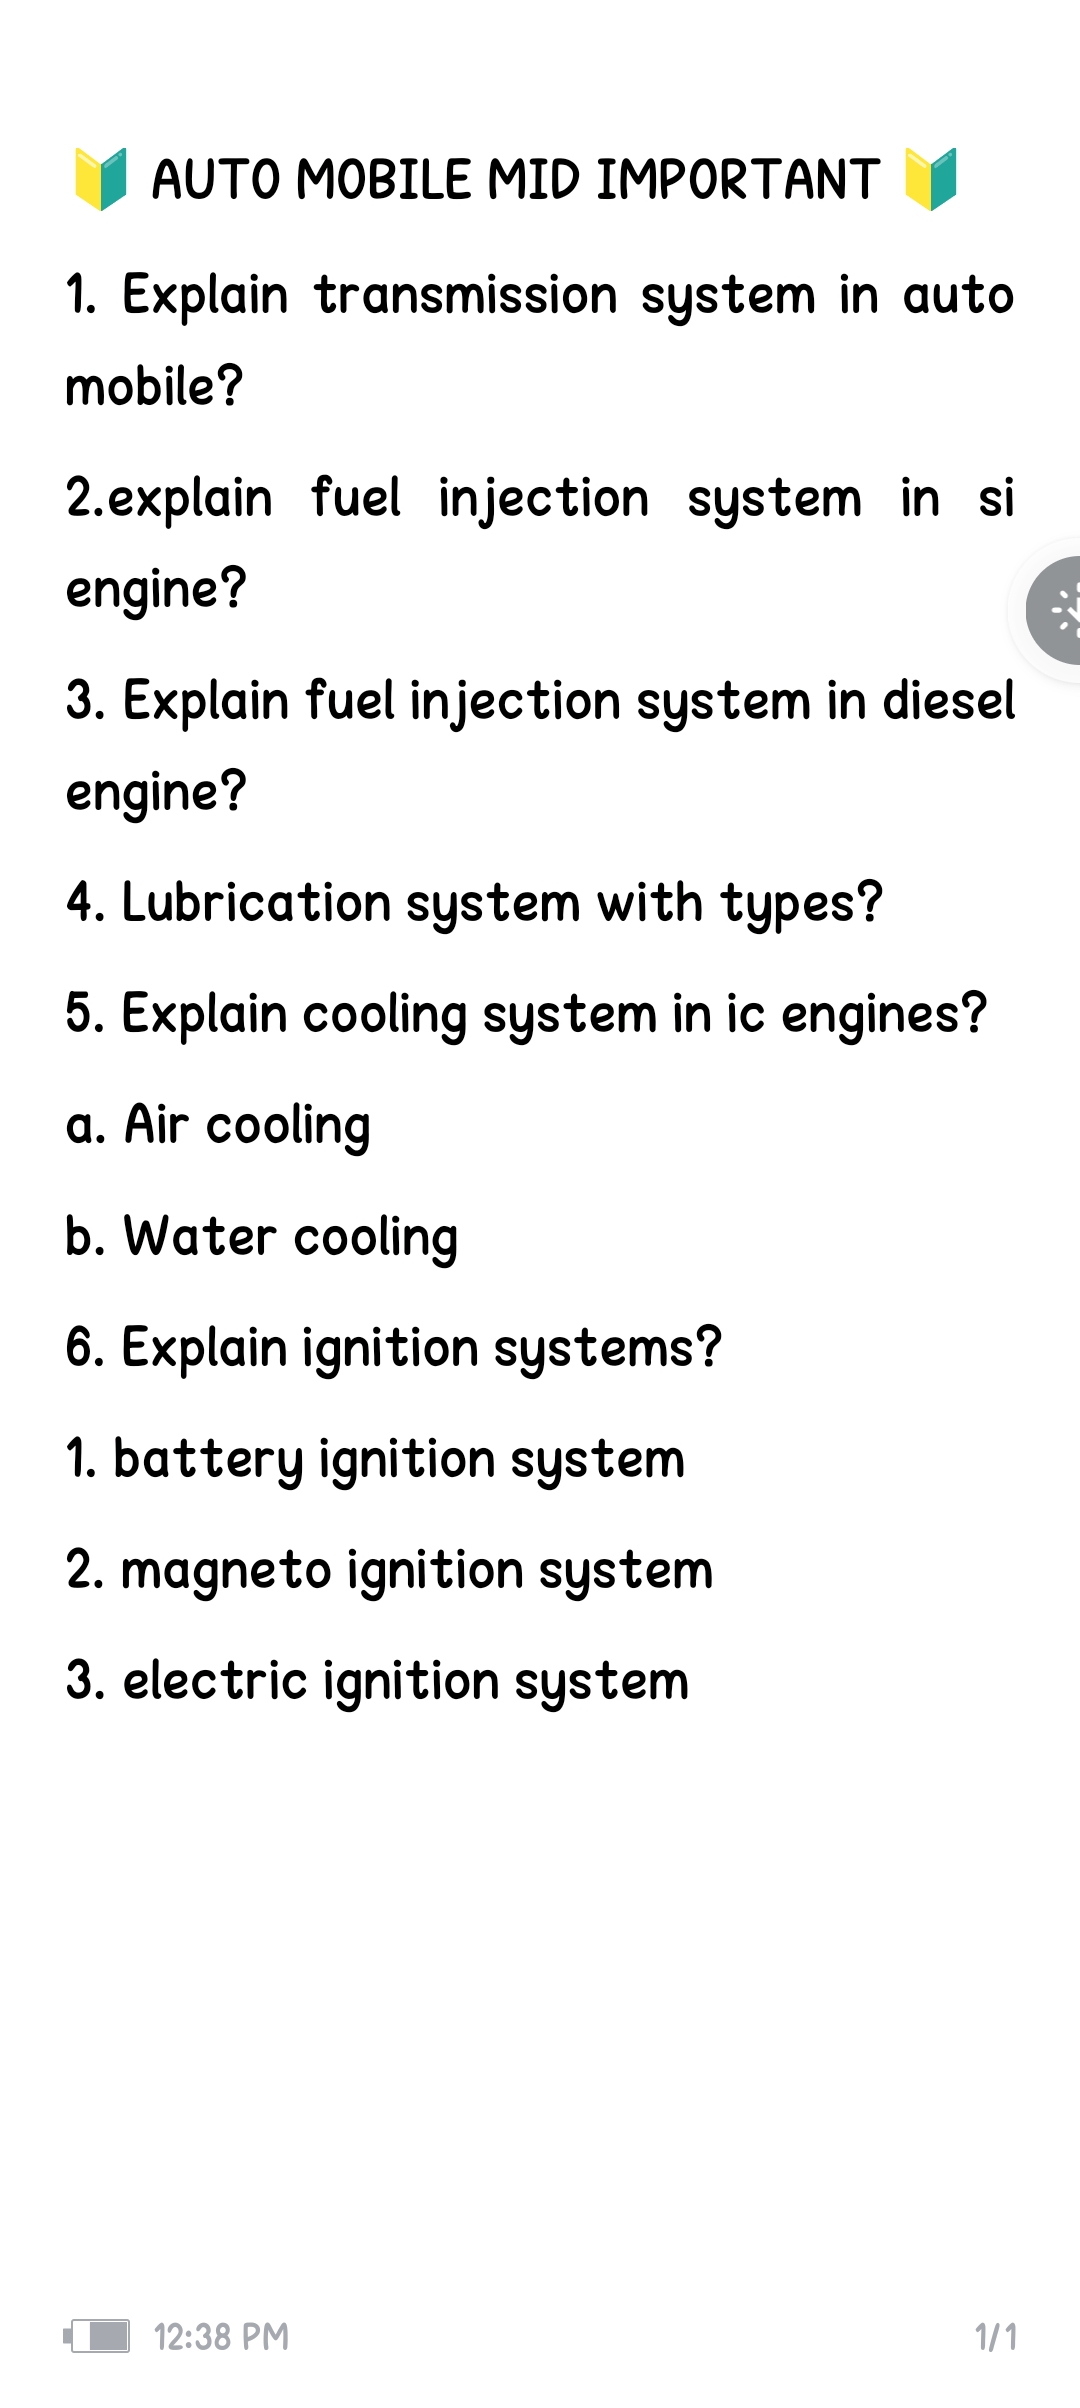 🔰 AUTO MOBILE MID IMPORTANT 🔰
1. Explain transmission system in auto
mobile?
2.explain fuel injection system in si
engine?
3. Explain fuel injection system in diesel
engine?
4. Lubrication system with types?
5. Explain cooling system in ic engines?
a. Air cooling
b. Water cooling
6. Explain ignition systems?
1. battery ignition system
2. magneto ignition system
3. electric ignition system
12:38 PM 1/1